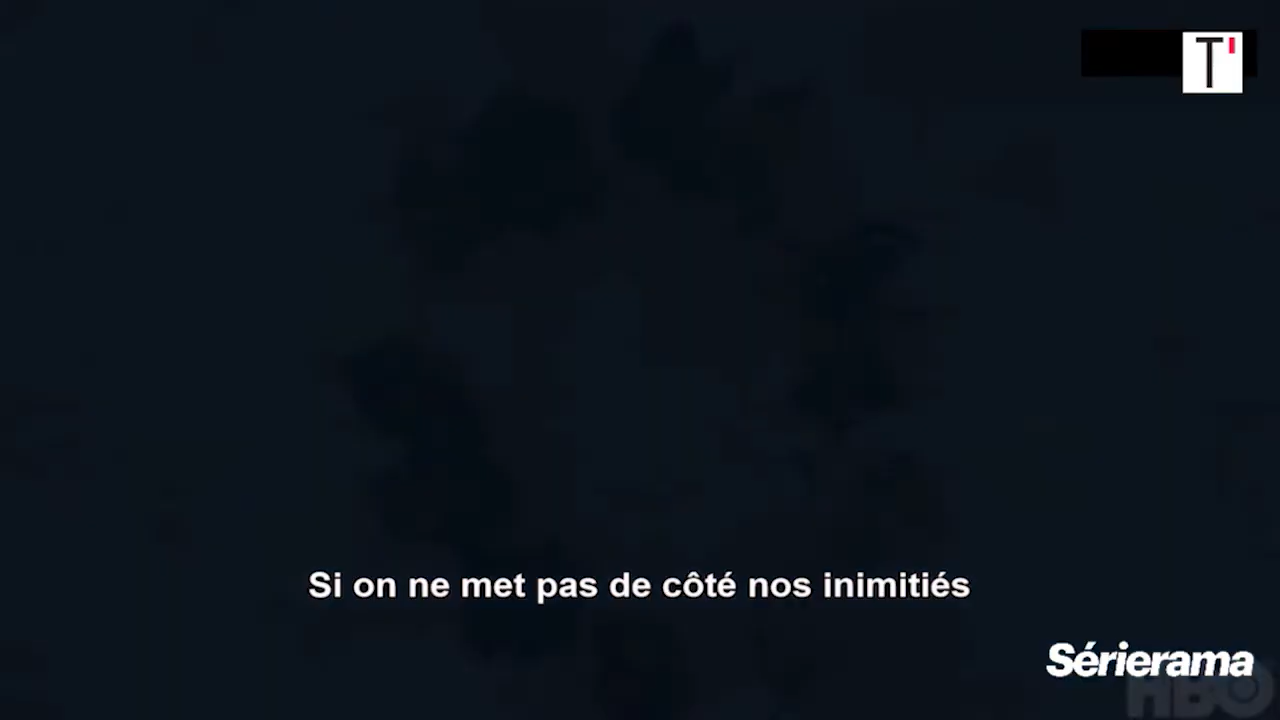 T'
Si on ne met pas de côté nos inimitiés
Sérierama
HBO